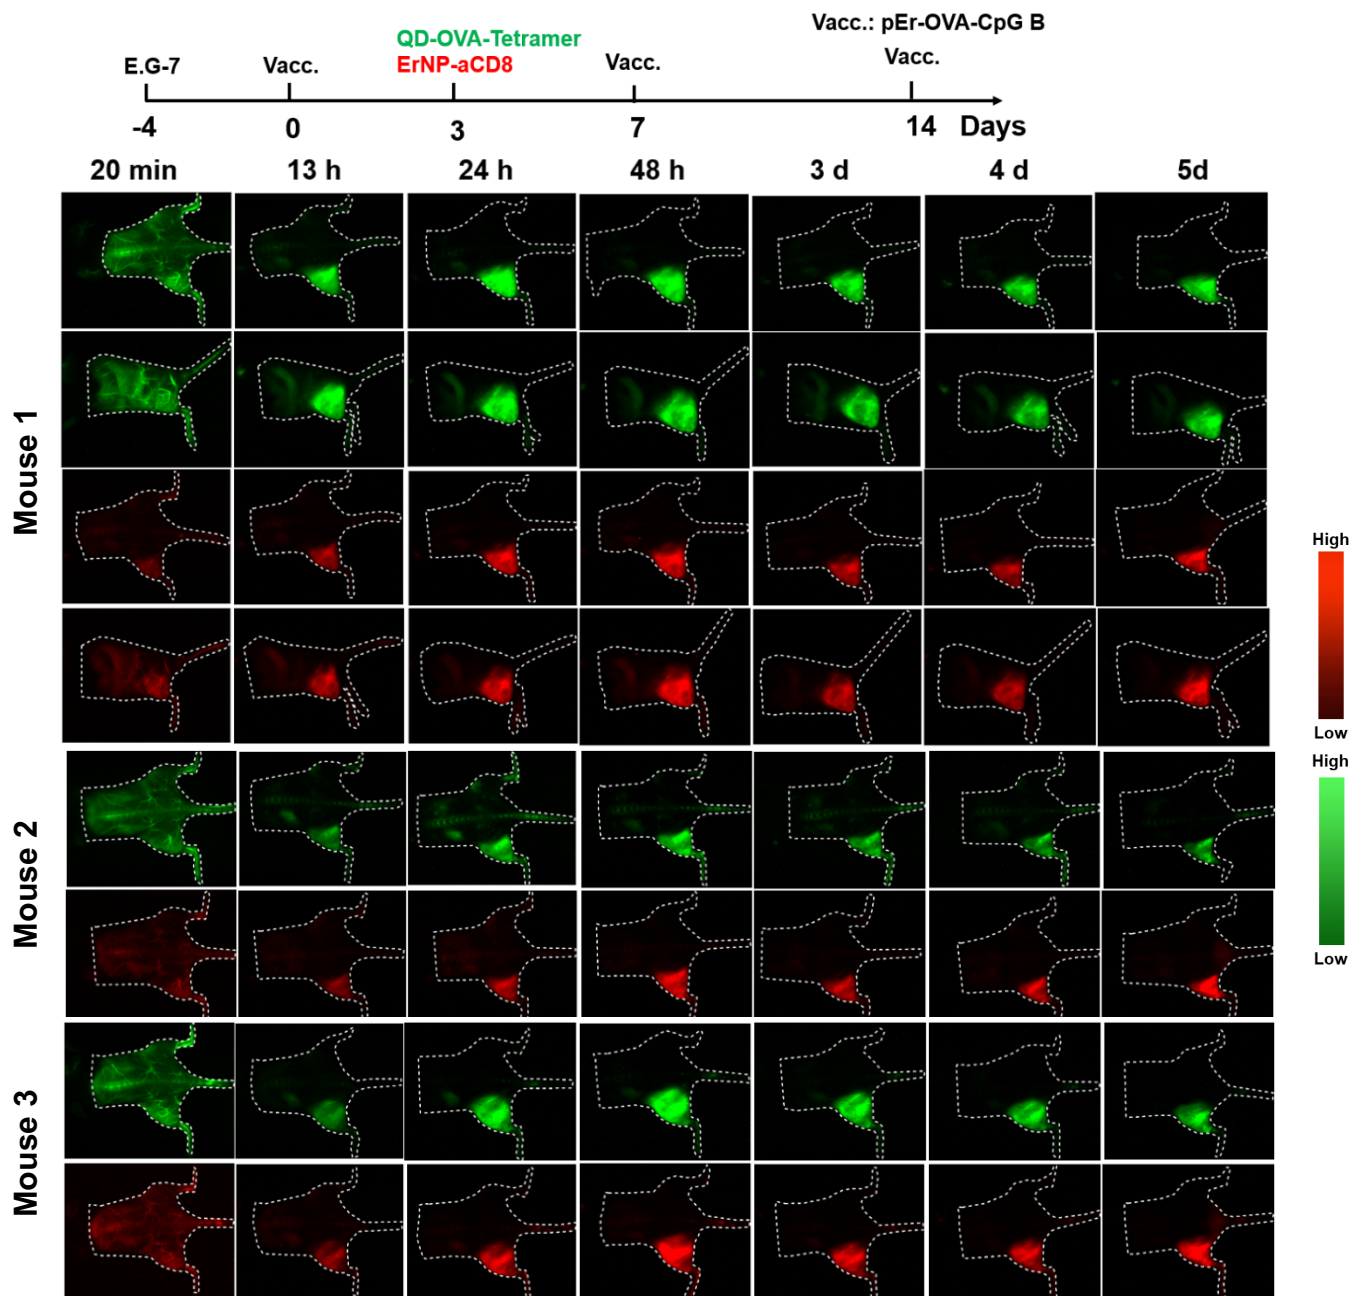 Vacc.: pEr-OVA-CpG B
QD-OVA-Tetramer
E.G-7 Vacc. ErNP-aCD8 Vacc. Vacc.
-4 0 3 7 14 Days
20 min 13 h 24 h 48 h 3 d 4 d 5d
Mouse 1
High
Low
High
Low
Mouse 2
Mouse 3